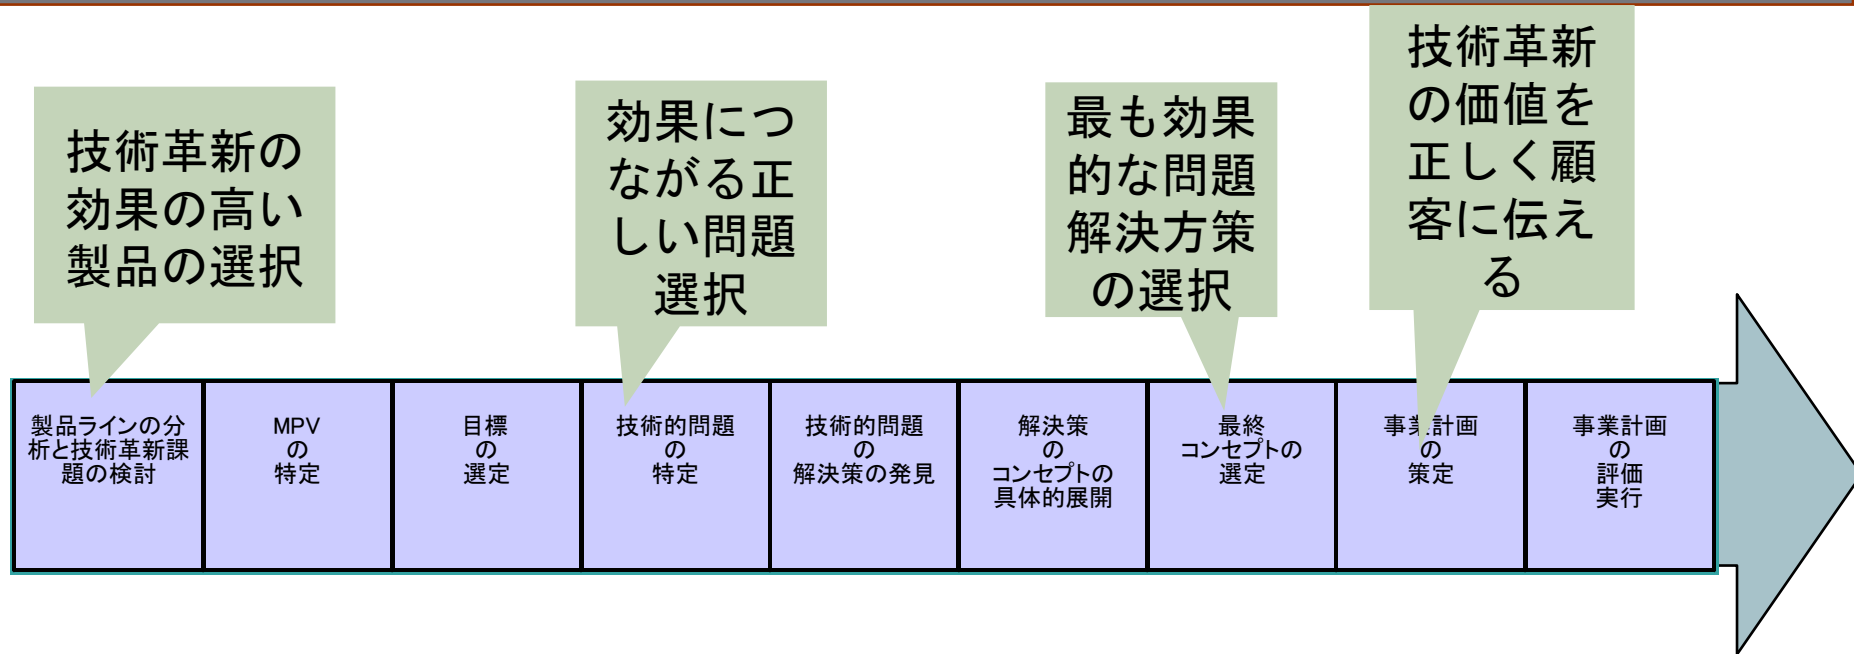 技術革新の
効果の高い
製品の選択
効果につ
ながる正
しい問題
選択
最も効果
的な問題
解決方策
の選択
技術革新
の価値を
正しく顧
客に伝え
る
製品ラインの分
析と技術革新課
題の検討
MPV
の
特定
目標
の
選定
技術的問題
の
特定
技術的問題
の
解決策の発見
解決策
の
コンセプトの
具体的展開
最終
コンセプトの
選定
事業計画
の
策定
事業計画
の
評価
実行